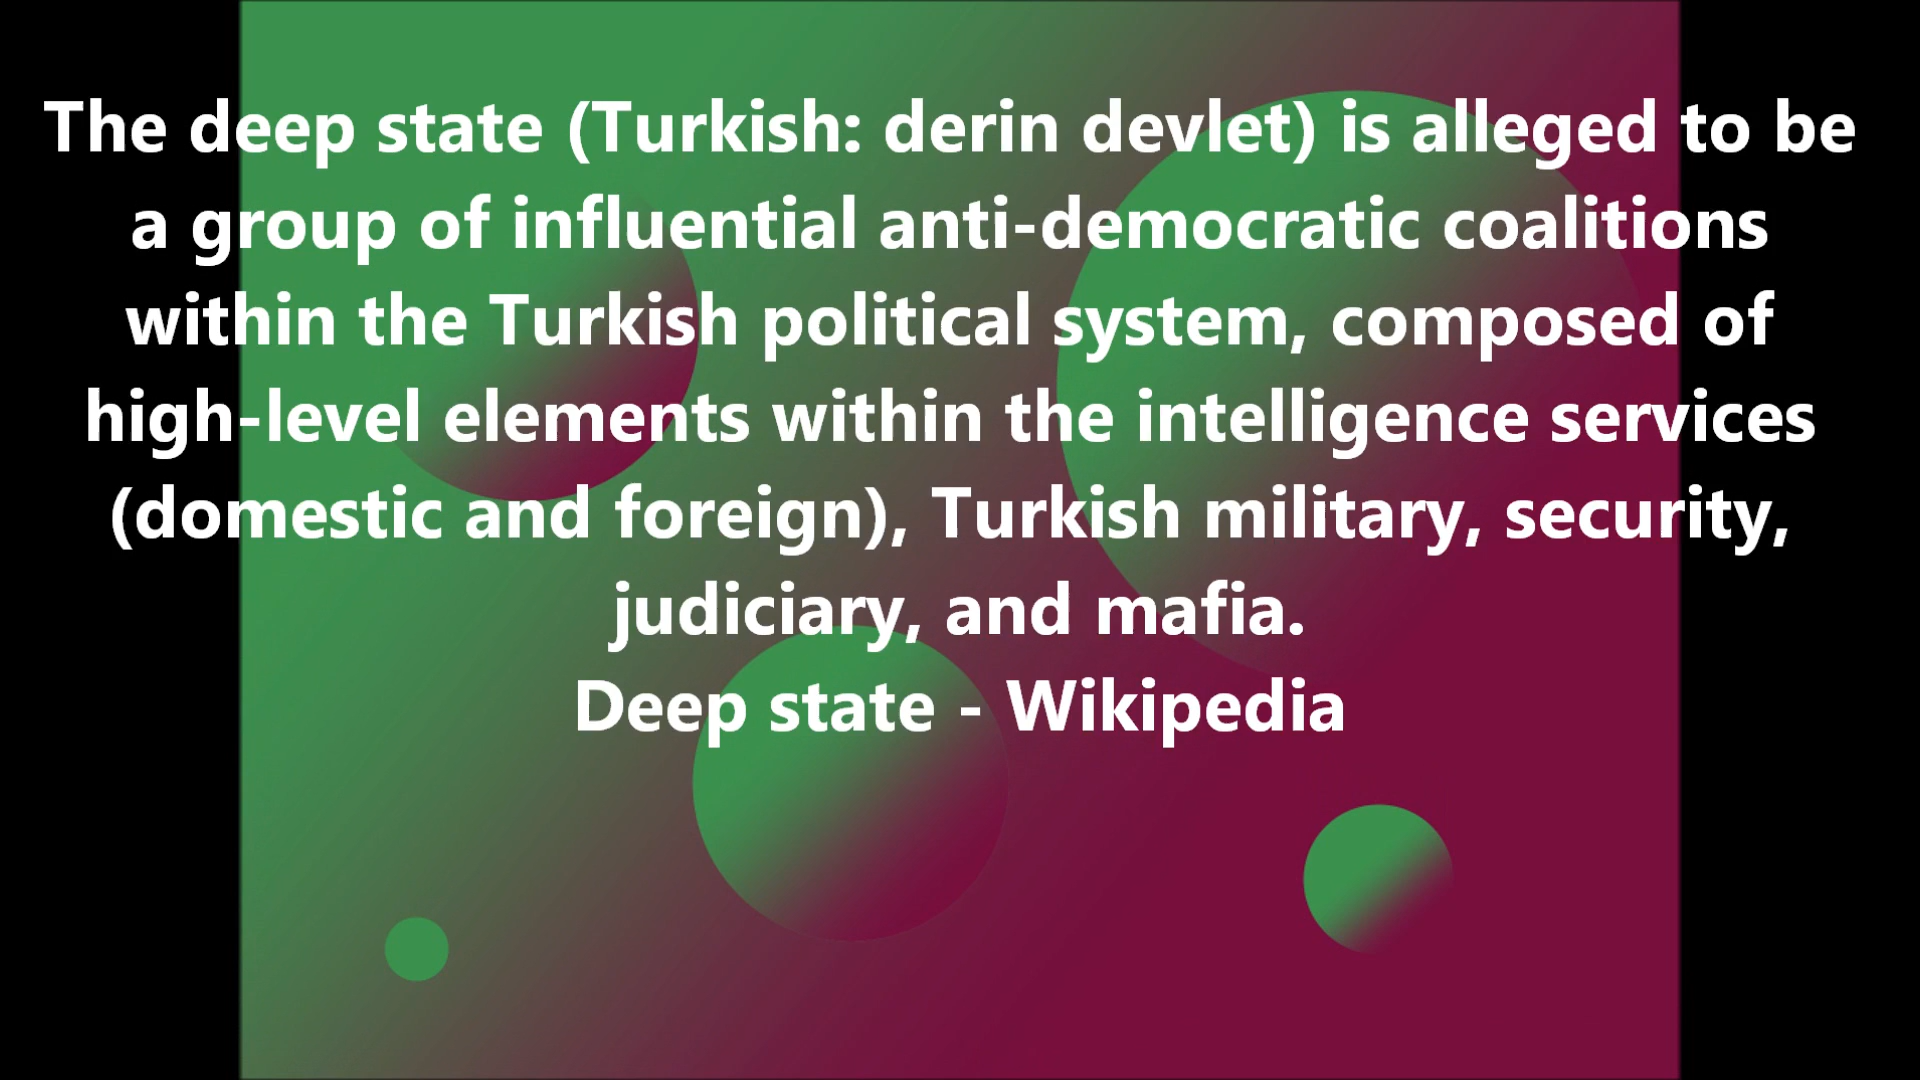 The deep state (Turkish: derin devlet) is alleged to be
a group of influential anti-democratic coalitions
within the Turkish political system, composed of
high-level elements within the intelligence services
(domestic and foreign), Turkish military, security,
judiciary, and mafia.
Deep state - Wikipedia